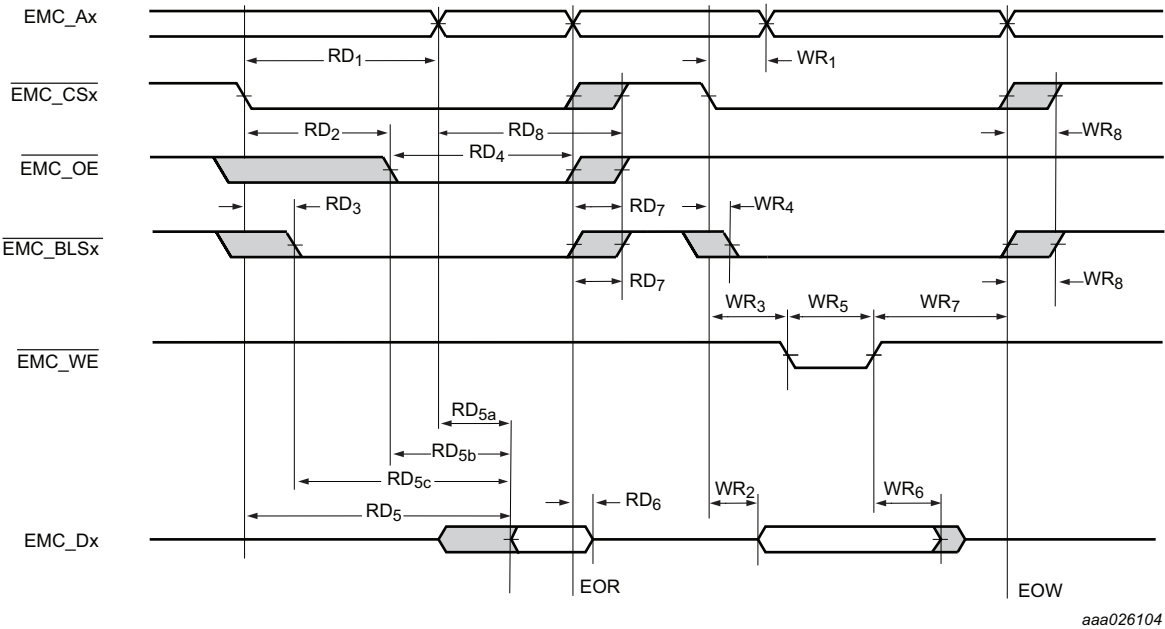 EMC_Ax
RD1
WR1
EMC_CSx
RD2
RD8
WR8
RD4
EMC_OE
RD3
RD7
WR4
EMC_BLSx
RD7
WR8
WR3
WR5
WR7
EMC_WE
RD5a
RD5b
RD5c
WR2
WR6
RD6
RD5
EMC_Dx
EOR
EOW
aaa026104